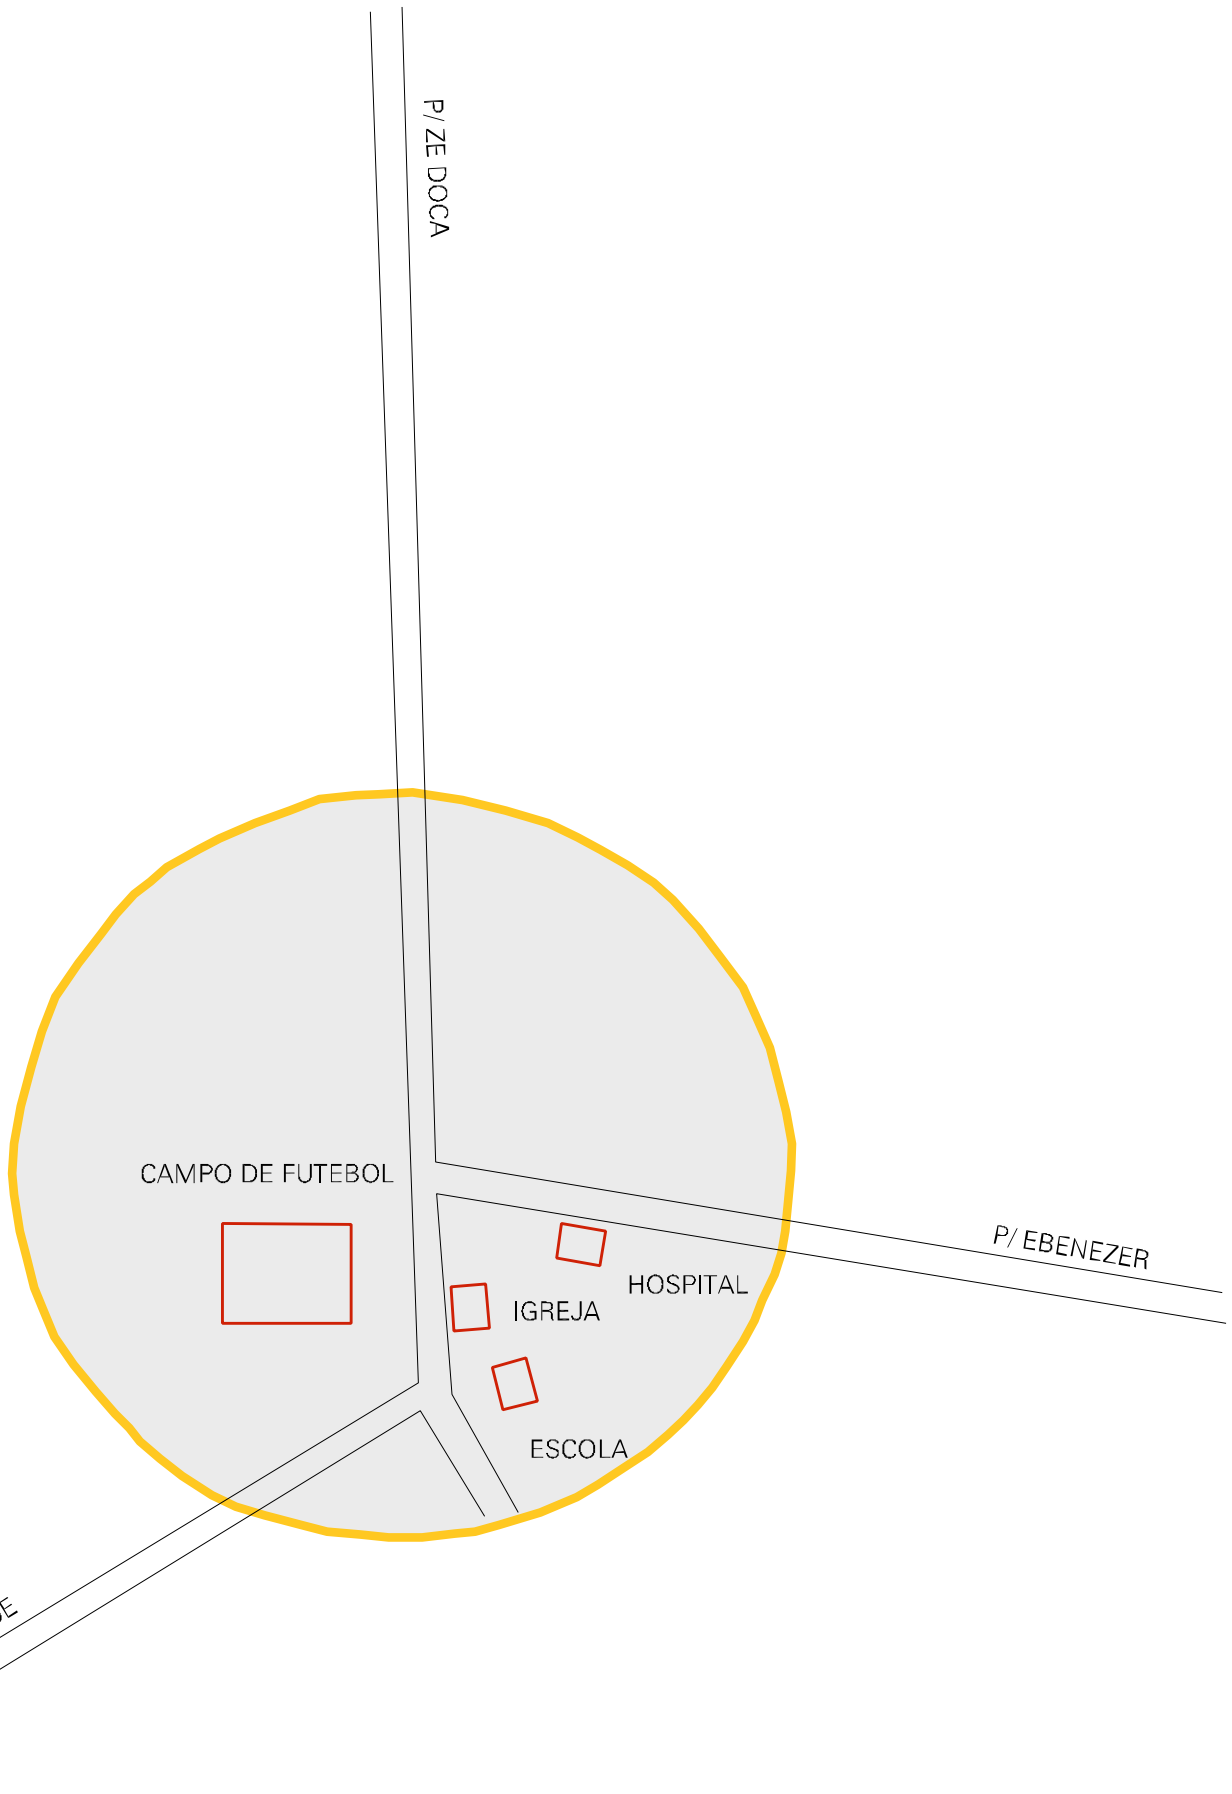 P/ ZE DOCA
CAMPO DE FUTEBOL
P/ EBENEZER
HOSPITAL
IGREJA
ESCOLA